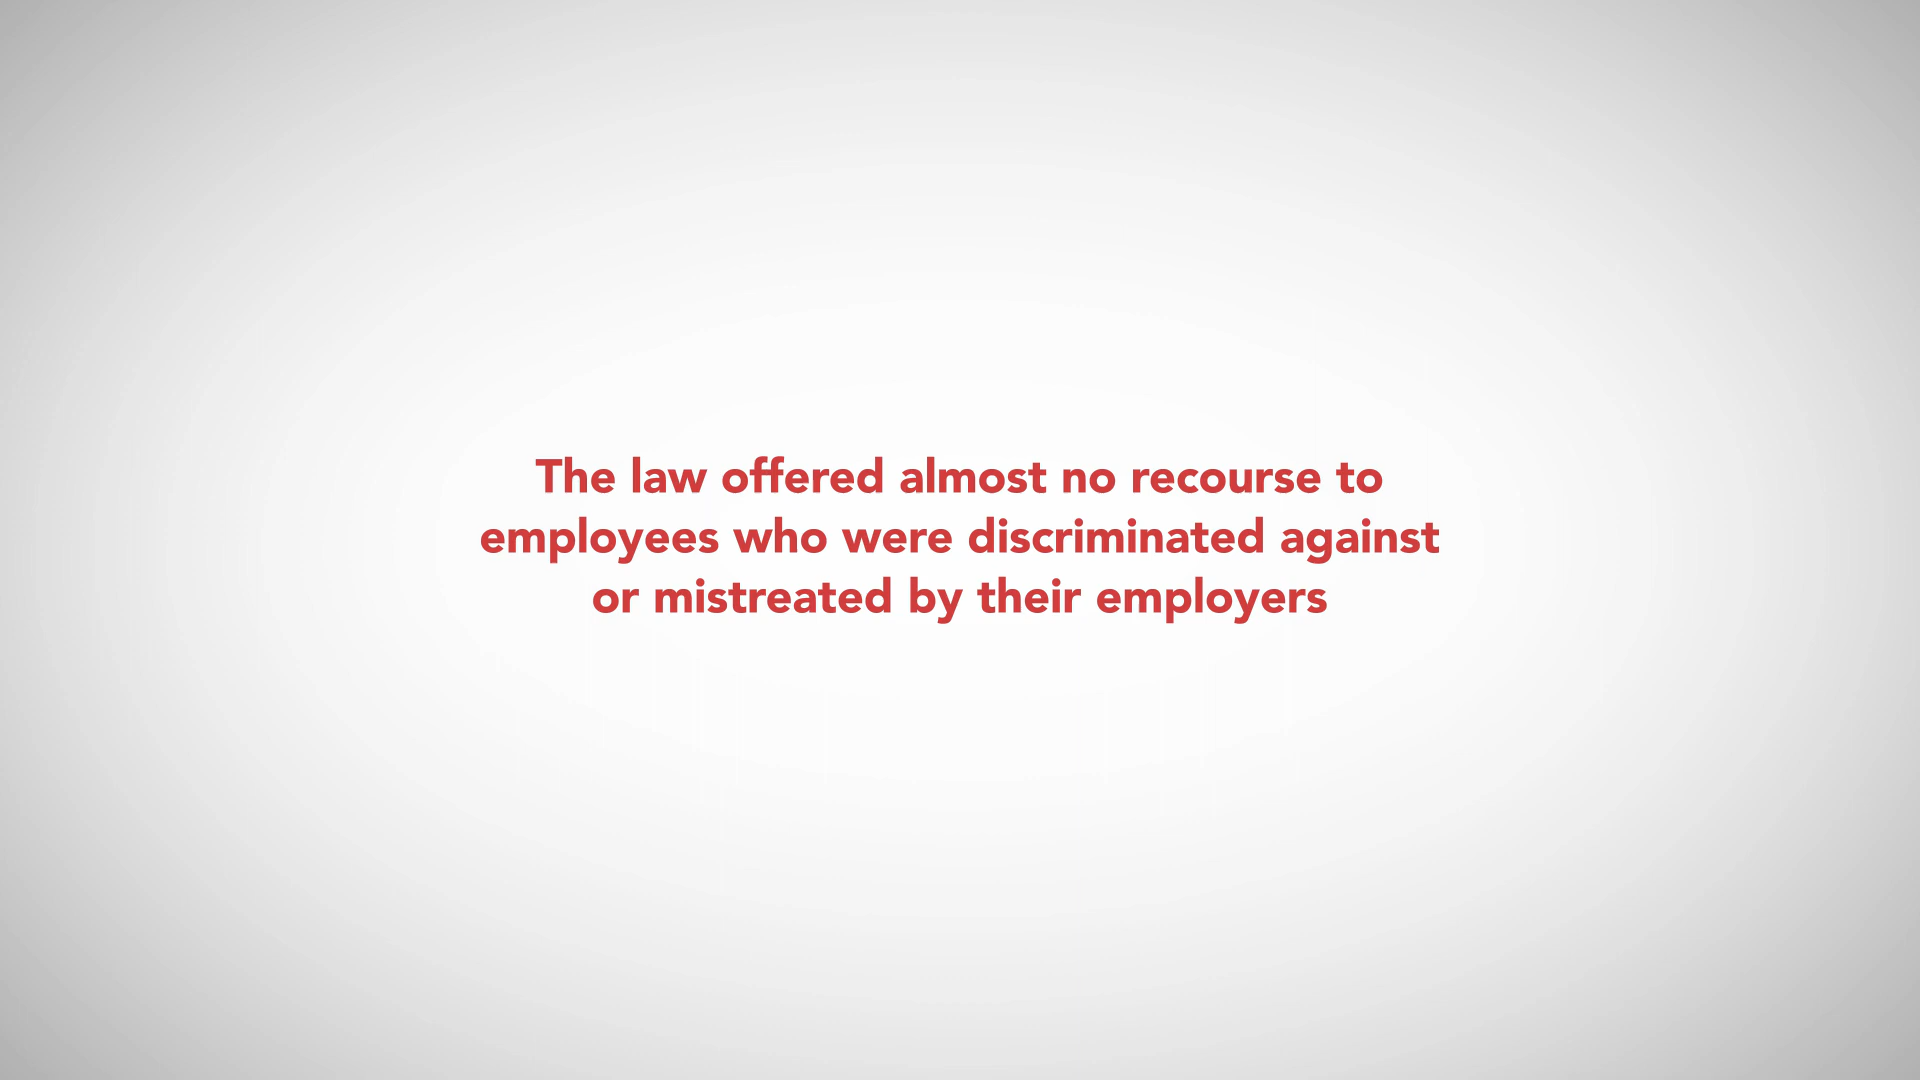 The law offered almost no recourse to
employees who were discriminated against
or mistreated by their employers